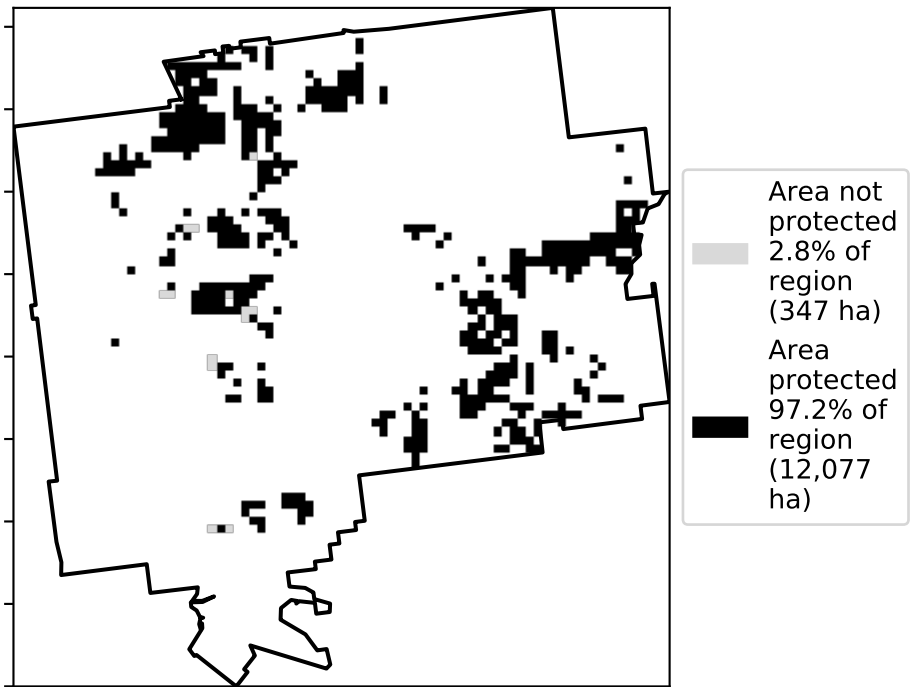 Area not
protected
2.8% of
region
(347 ha)
Area
protected
97.2% of
region
(12,077
ha)